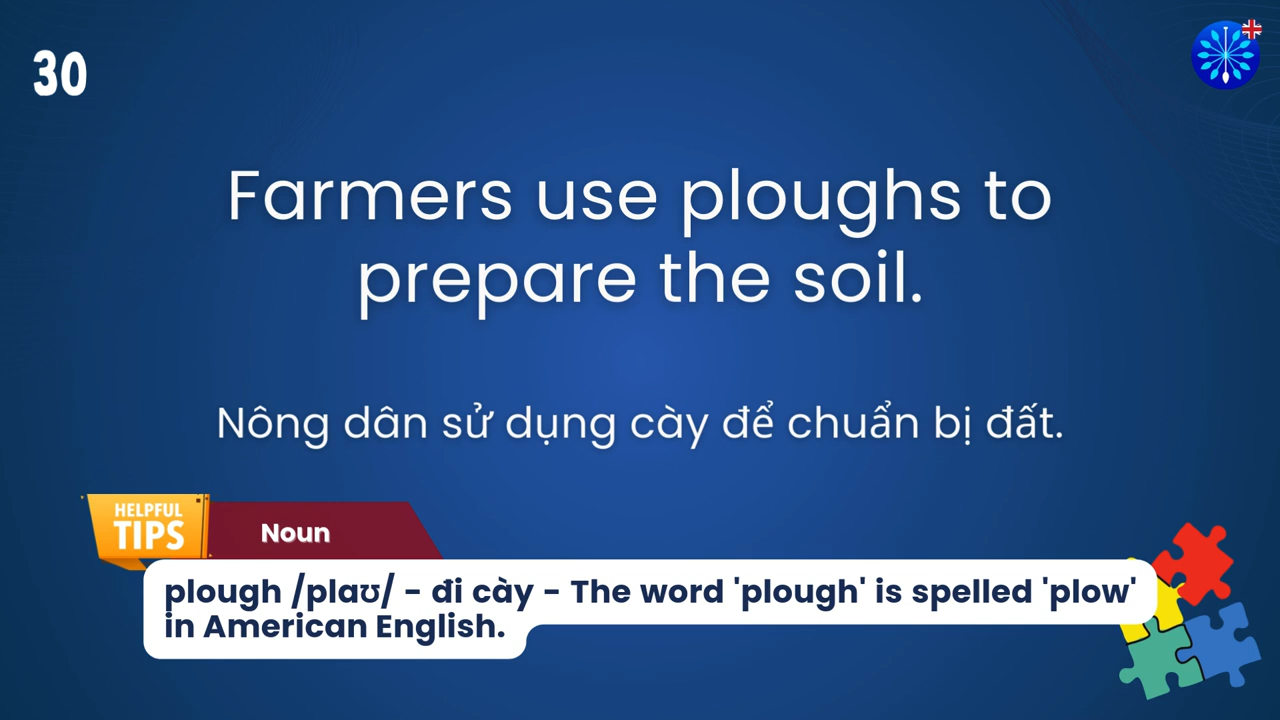 30
Farmers use ploughs to
prepare the soil.
Nông dân sử dụng cày để chuẩn bị đất.
HELPFUL
TIPS
Noun
plough /plaʊ/ - đi cày - The word 'plough' is spelled 'plow'
in American English.